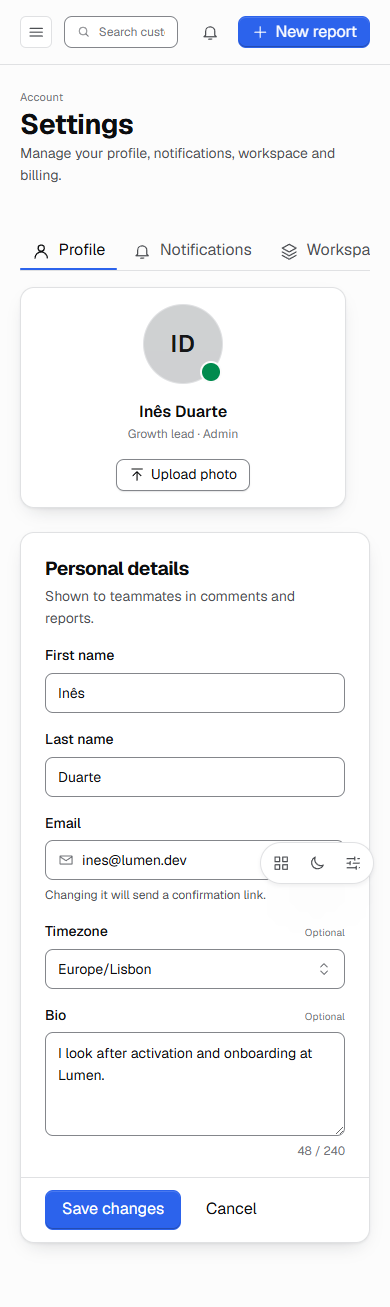 Search cust
New report
Account
Settings
Manage your profile, notifications, workspace and
billing.
Profile
Notifications
Workspa
ID
Inês Duarte
Growth lead · Admin
Upload photo
Personal details
Shown to teammates in comments and
reports.
First name
Inês
Last name
Duarte
Email
ines@lumen.dev
Changing it will send a confirmation link.
Timezone Optional
Europe/Lisbon
Bio Optional
I look after activation and onboarding at
Lumen.
48 / 240
Save changes
Cancel